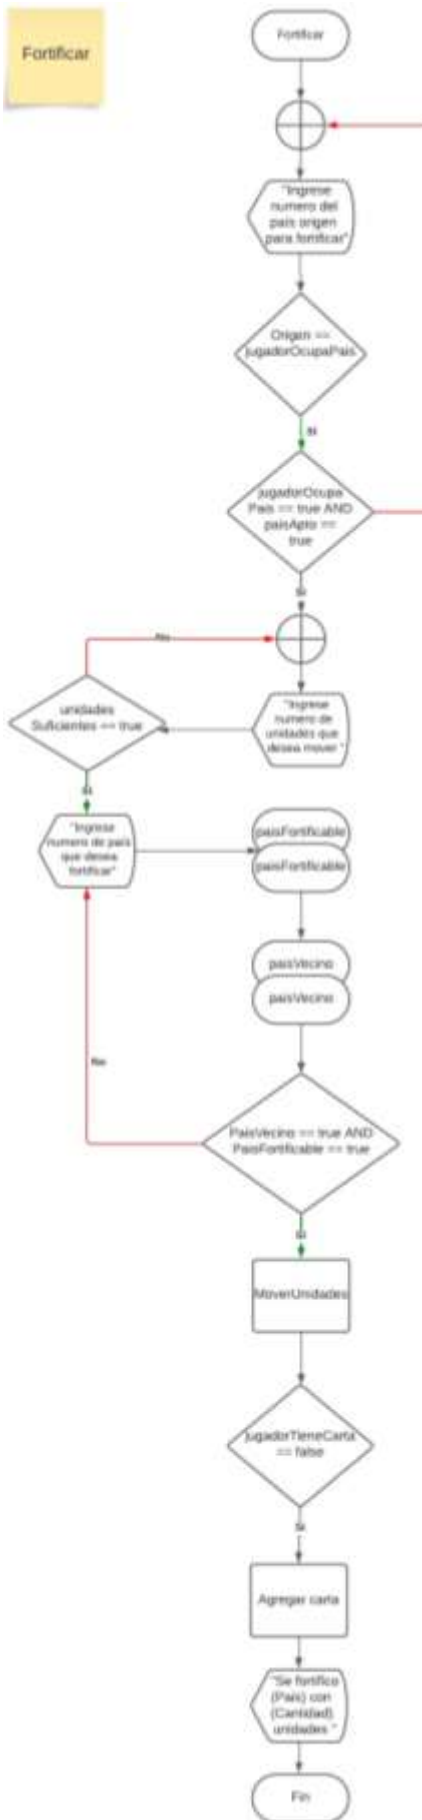 Fortificar
Fortificar
"Ingrese
numero del
pais origen
para fortificar"
Origen ==
jugadorOcupaPais
Si
jugadorOcupa
Pais == true AND
paisApto ==
true
Si
No
unidades
Suficientes == true
"Ingrese
numero de
unidades que
desea mover "
Si
"Ingrese
numero de pais
que desea
fortificar"
paisFortificable
paisFortificable
paisVecino
paisVecino
No
PaisVecino == true AND
PaisFortificable == true
Si
MoverUnidades
jugadorTieneCarta
== false
Si
Agregar carta
"Se fortifico
(Pais) con
(Cantidad)
unidades "
Fin